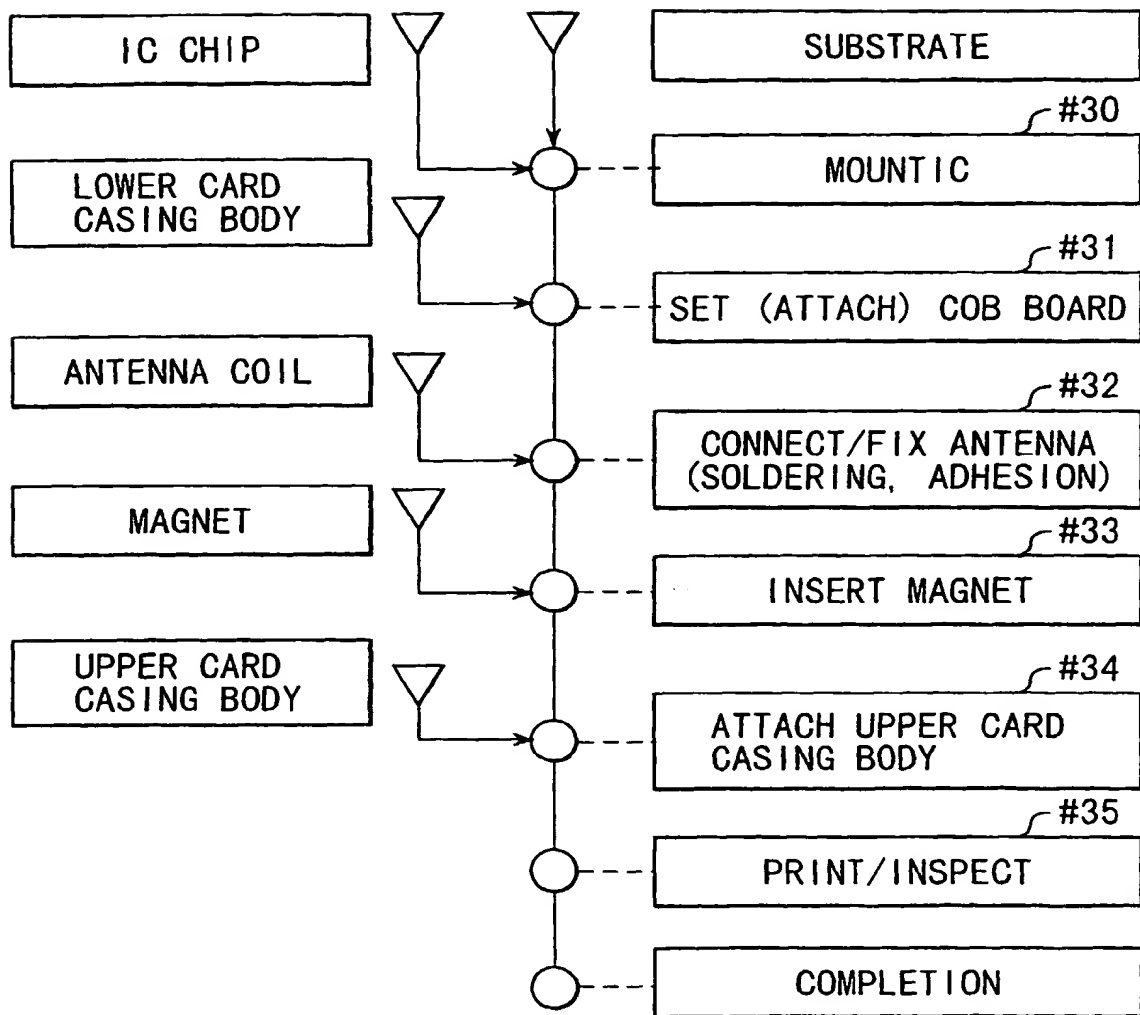 IC CHIP
SUBSTRATE
#30
MOUNTIC
LOWER CARD
CASING BODY
#31
SET (ATTACH) COB BOARD
ANTENNA COIL
#32
CONNECT/FIX ANTENNA
(SOLDERING, ADHESION)
MAGNET
#33
INSERT MAGNET
UPPER CARD
CASING BODY
#34
ATTACH UPPER CARD
CASING BODY
#35
PRINT/INSPECT
COMPLETION